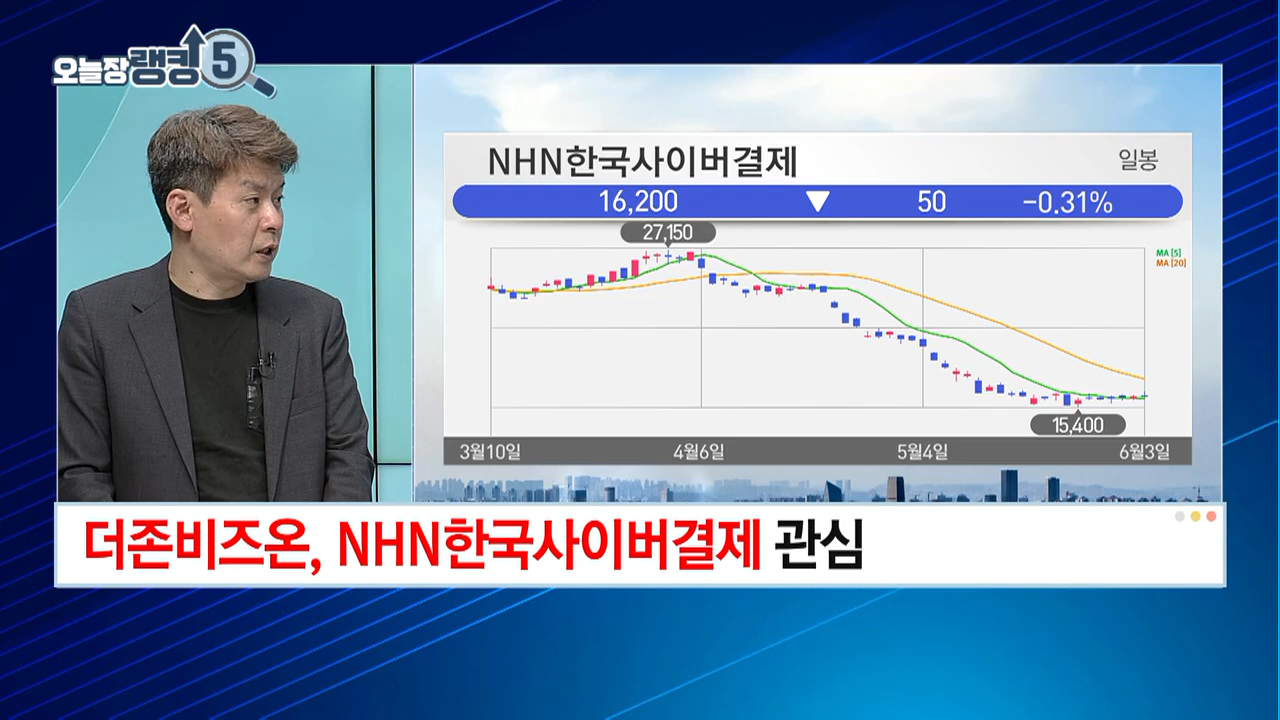 오늘장랭킹5
NHN한국사이버결제
일봉
16,200 ▼ 50 -0.31%
27,150
MA [5]
MA [20]
15,400
3월10일 4월6일 5월4일 6월3일
더존비즈온, NHN한국사이버결제 관심